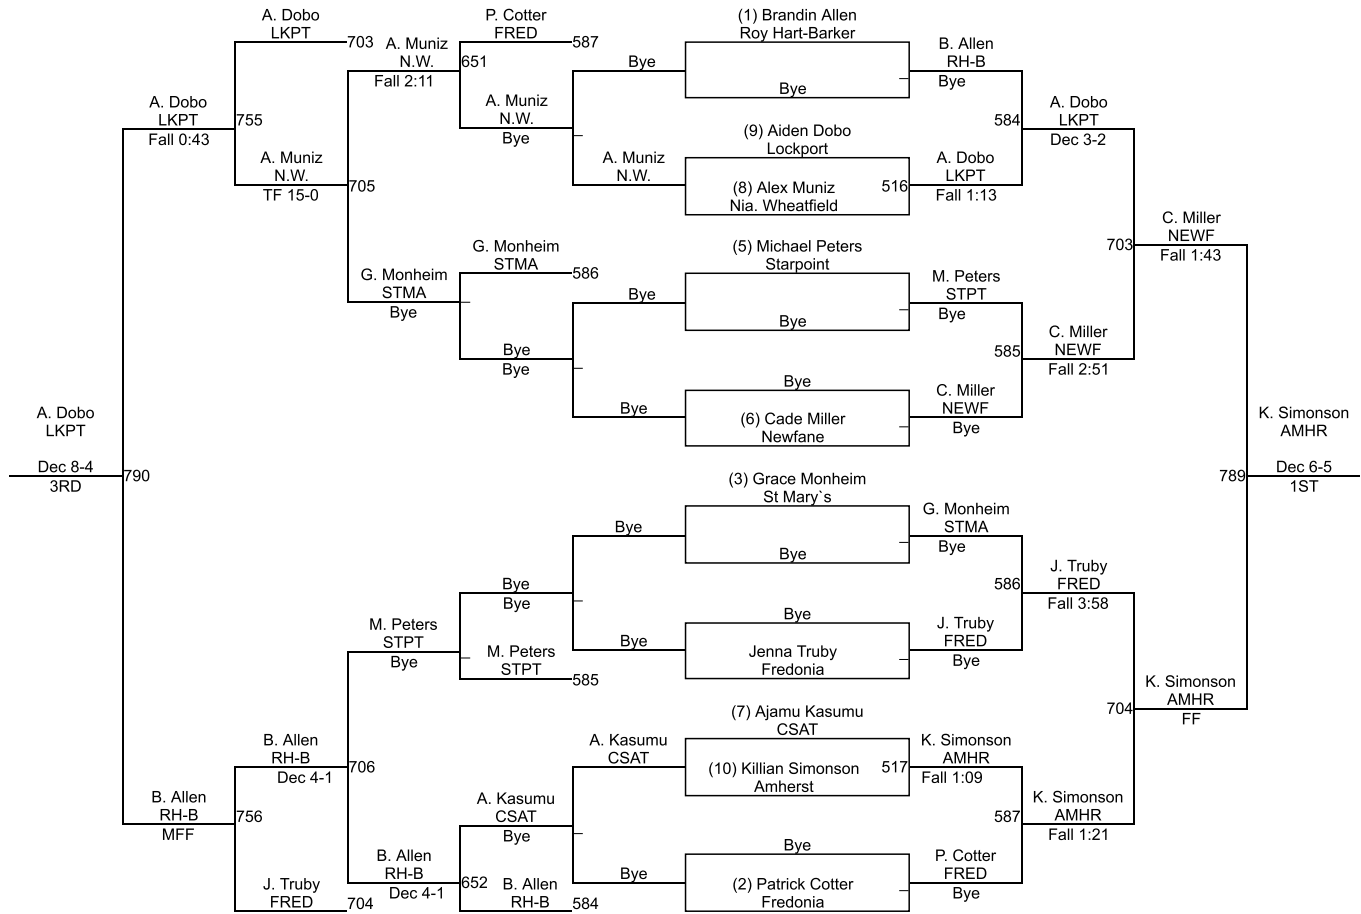 A. Dobo
LKPT
703
A. Muniz
N.W.
Fall 2:11
P. Cotter
FRED
587
651
(1) Brandin Allen
Roy Hart-Barker
Bye
Bye
B. Allen
RH-B
Bye
A. Dobo
LKPT
Fall 0:43
755
A. Muniz
N.W.
Bye
584
A. Dobo
LKPT
Dec 3-2
A. Muniz
N.W.
TF 15-0
705
A. Muniz
N.W.
(9) Aiden Dobo
Lockport
(8) Alex Muniz
Nia. Wheatfield
516
A. Dobo
LKPT
Fall 1:13
G. Monheim
STMA
Bye
G. Monheim
STMA
586
(5) Michael Peters
Starpoint
Bye
Bye
M. Peters
STPT
Bye
703
C. Miller
NEWF
Fall 1:43
Bye
Bye
585
C. Miller
NEWF
Fall 2:51
Bye
Bye
(6) Cade Miller
Newfane
C. Miller
NEWF
Bye
A. Dobo
LKPT
Dec 8-4
3RD
790
K. Simonson
AMHR
789
Dec 6-5
1ST
(3) Grace Monheim
St Mary`s
Bye
Bye
G. Monheim
STMA
Bye
Bye
Bye
586
J. Truby
FRED
Fall 3:58
M. Peters
STPT
Bye
M. Peters
STPT
585
Bye
Bye
Jenna Truby
Fredonia
J. Truby
FRED
Bye
704
K. Simonson
AMHR
FF
B. Allen
RH-B
Dec 4-1
706
A. Kasumu
CSAT
(7) Ajamu Kasumu
CSAT
(10) Killian Simonson
Amherst
517
K. Simonson
AMHR
Fall 1:09
B. Allen
RH-B
MFF
756
A. Kasumu
CSAT
Bye
587
K. Simonson
AMHR
Fall 1:21
J. Truby
FRED
704
B. Allen
RH-B
Dec 4-1
652
B. Allen
RH-B
584
Bye
Bye
(2) Patrick Cotter
Fredonia
P. Cotter
FRED
Bye